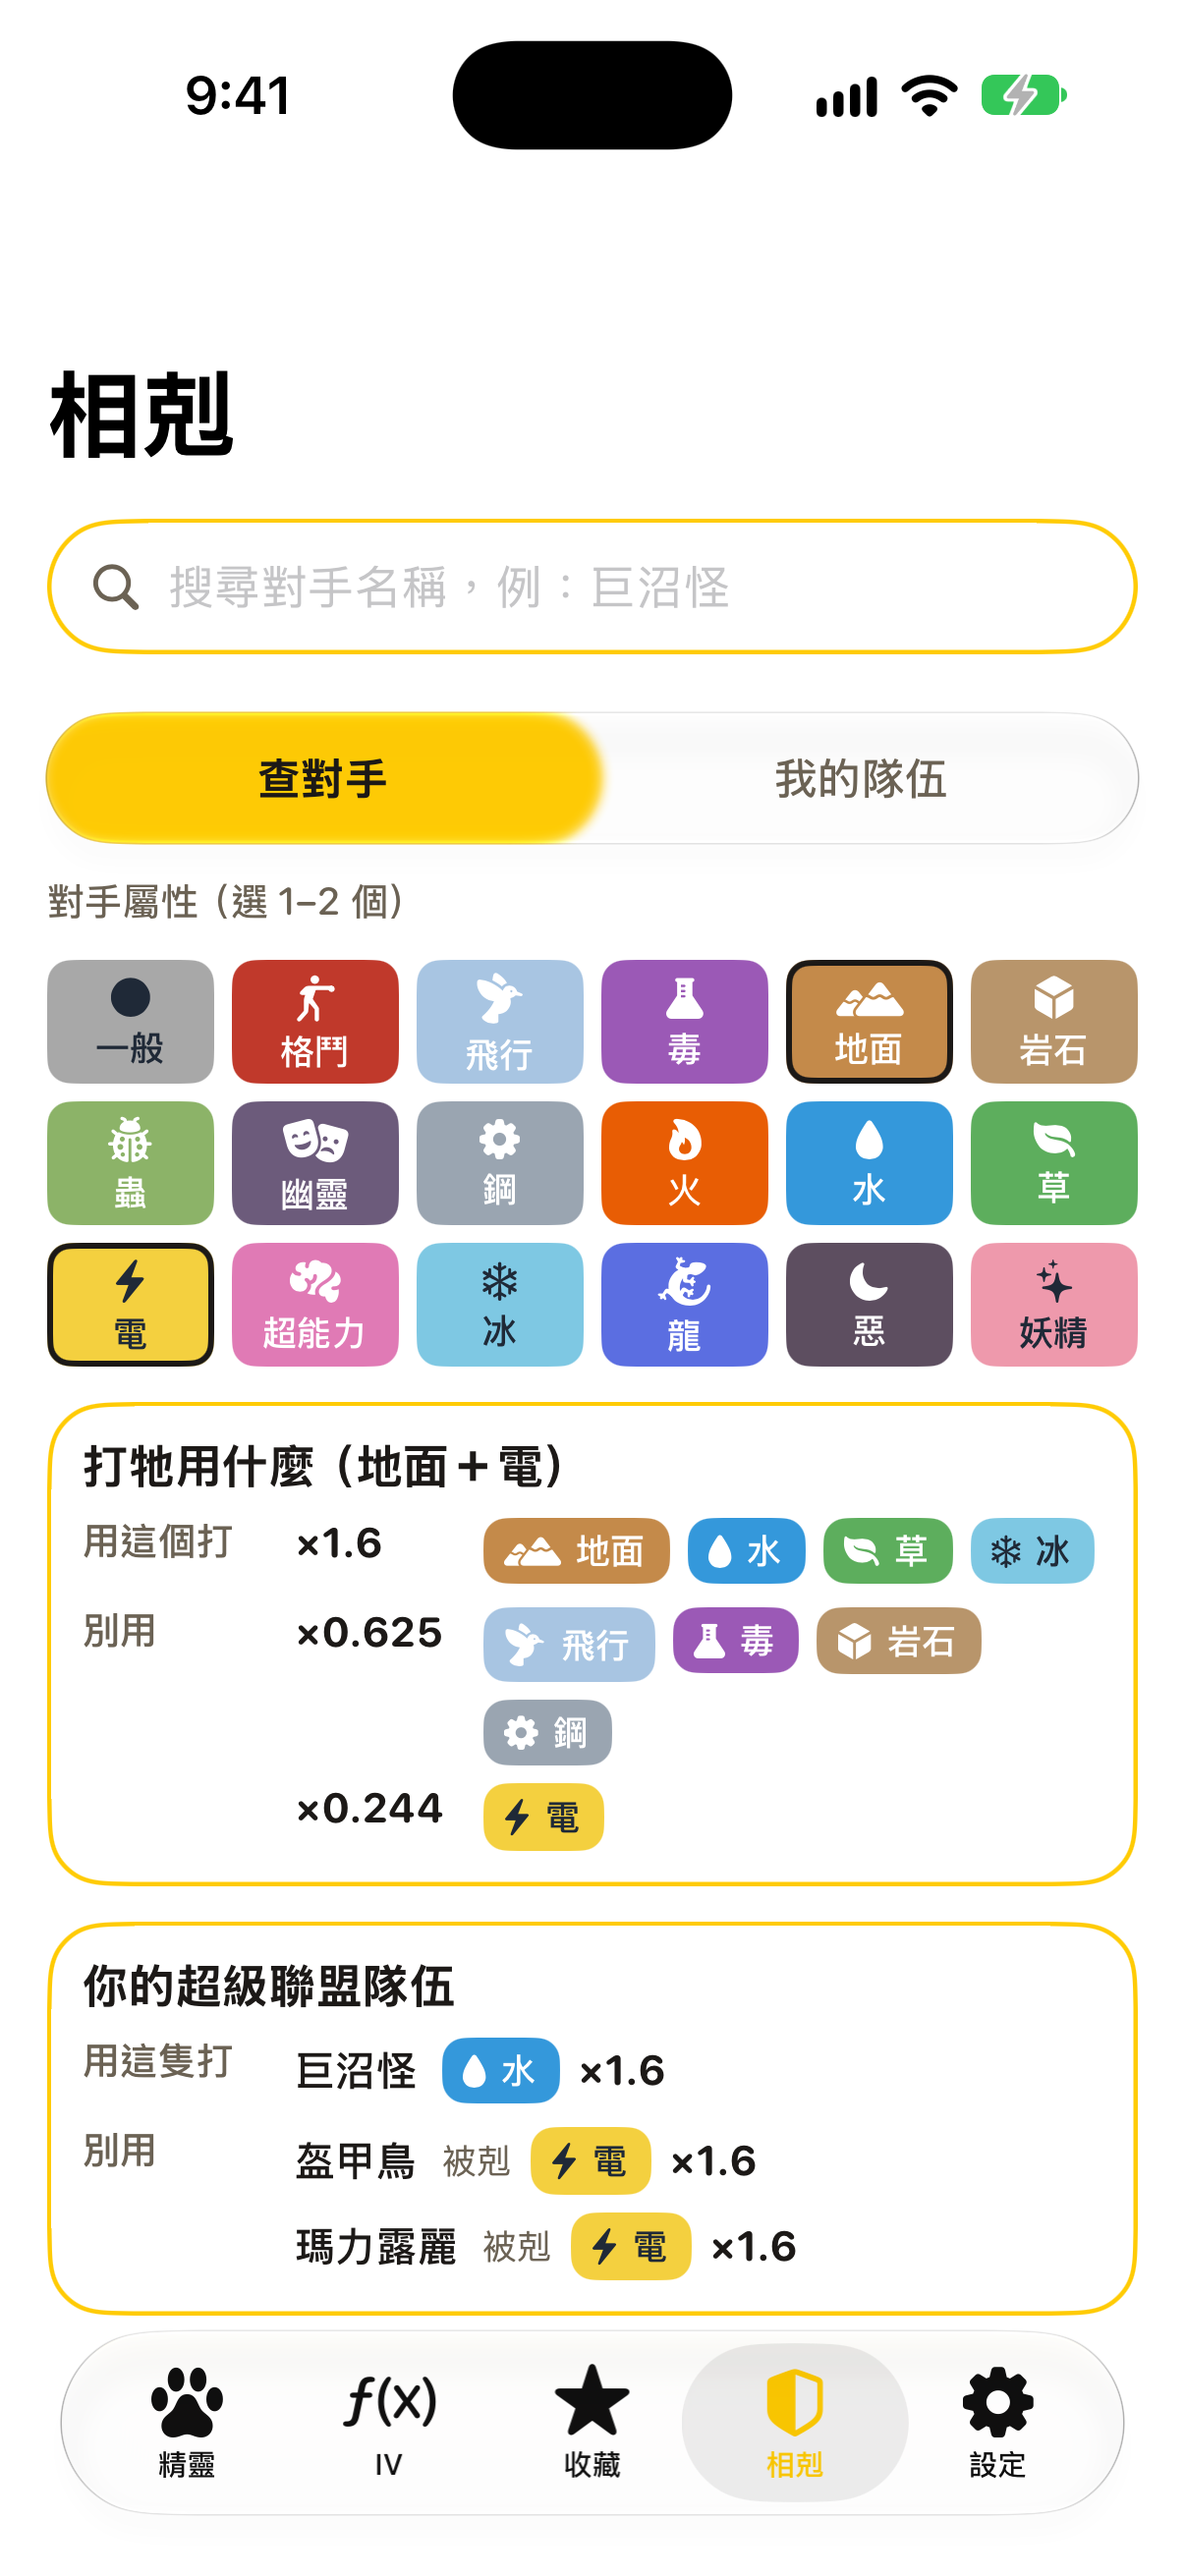 9:41
相剋
搜尋對手名稱，例：巨沼怪
查對手 我的隊伍
對手屬性（選 1–2 個）
一般 格鬥 飛行 毒 地面 岩石
蟲 幽靈 鋼 火 水 草
電 超能力 冰 龍 惡 妖精
打牠用什麼（地面＋電）
用這個打 ×1.6 地面 水 草 冰
別用 ×0.625 飛行 毒 岩石
鋼
×0.244 電
你的超級聯盟隊伍
用這隻打 巨沼怪 水 ×1.6
別用 盔甲鳥 被剋 電 ×1.6
瑪力露麗 被剋 電 ×1.6
ƒ(x)
精靈 IV 收藏 相剋 設定